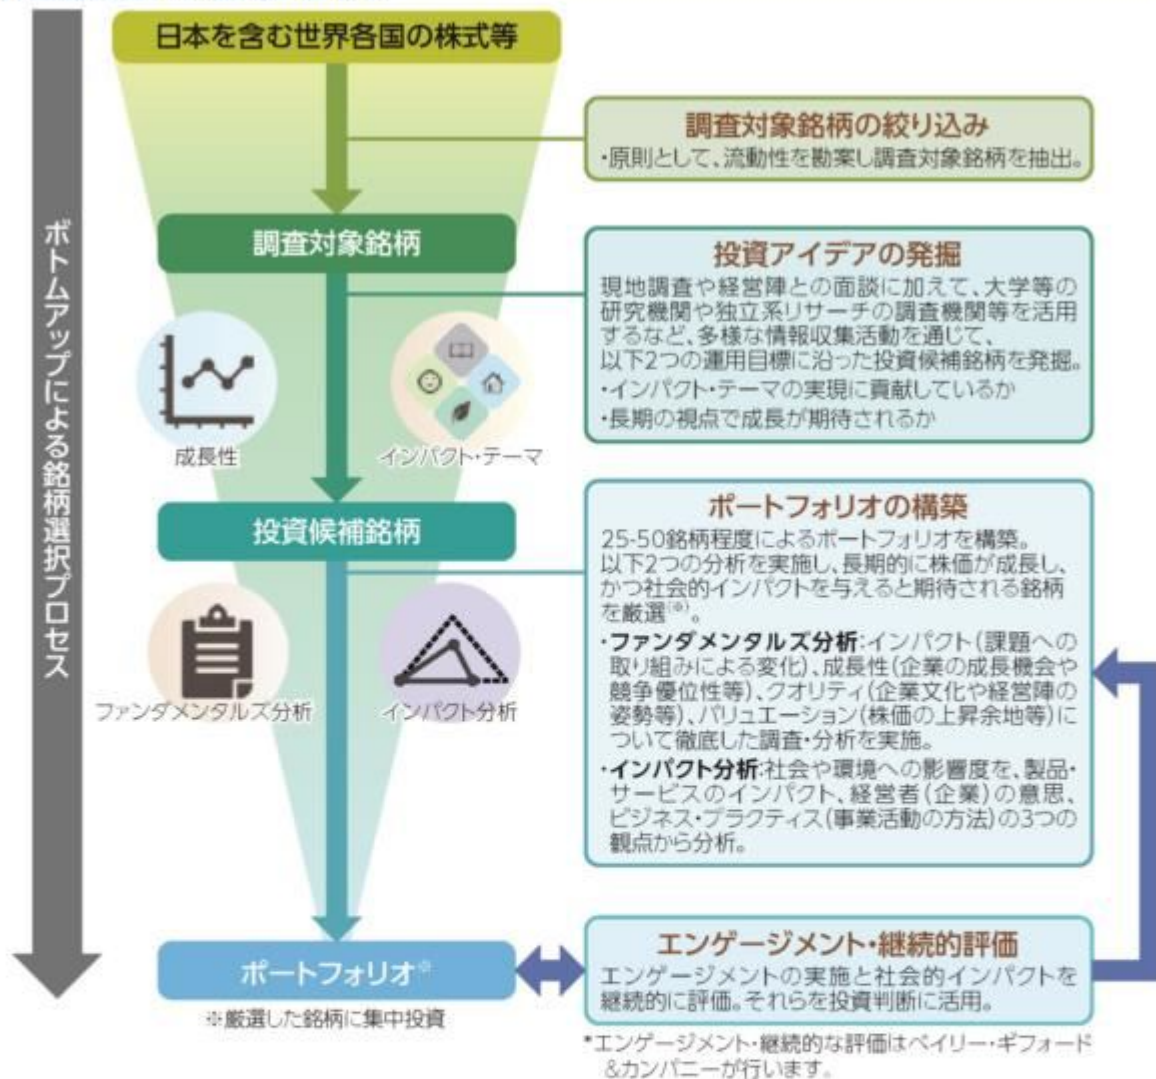 日本を含む世界各国の株式等
調査対象銘柄の絞り込み
・原則として、流動性を勘案し調査対象銘柄を抽出。
ボトムアップによる銘柄選択プロセス
調査対象銘柄
投資アイデアの発掘
現地調査や経営陣との面談に加えて、大学等の
研究機関や独立系リサーチの調査機関等を活用
するなど、多様な情報収集活動を通じて、
以下2つの運用目標に沿った投資候補銘柄を発掘。
・インパクト・テーマの実現に貢献しているか
・長期の視点で成長が期待されるか
成長性
インパクト・テーマ
投資候補銘柄
ポートフォリオの構築
25-50銘柄程度によるポートフォリオを構築。
以下2つの分析を実施し、長期的に株価が成長し、
かつ社会的インパクトを与えると期待される銘柄
を厳選(※)。
・ファンダメンタルズ分析:インパクト(課題への
取り組みによる変化)、成長性(企業の成長機会や
競争優位性等)、クオリティ(企業文化や経営陣の
姿勢等)、バリュエーション(株価の上昇余地等)に
ついて徹底した調査・分析を実施。
・インパクト分析:社会や環境への影響度を、製品・
サービスのインパクト、経営者(企業)の意思、
ビジネス・プラクティス(事業活動の方法)の3つの
観点から分析。
ファンダメンタルズ分析
インパクト分析
ポートフォリオ※
※厳選した銘柄に集中投資
エンゲージメント・継続的評価
エンゲージメントの実施と社会的インパクトを
継続的に評価。それらを投資判断に活用。
*エンゲージメント・継続的な評価はベイリー・ギフォード
&カンパニーが行います。